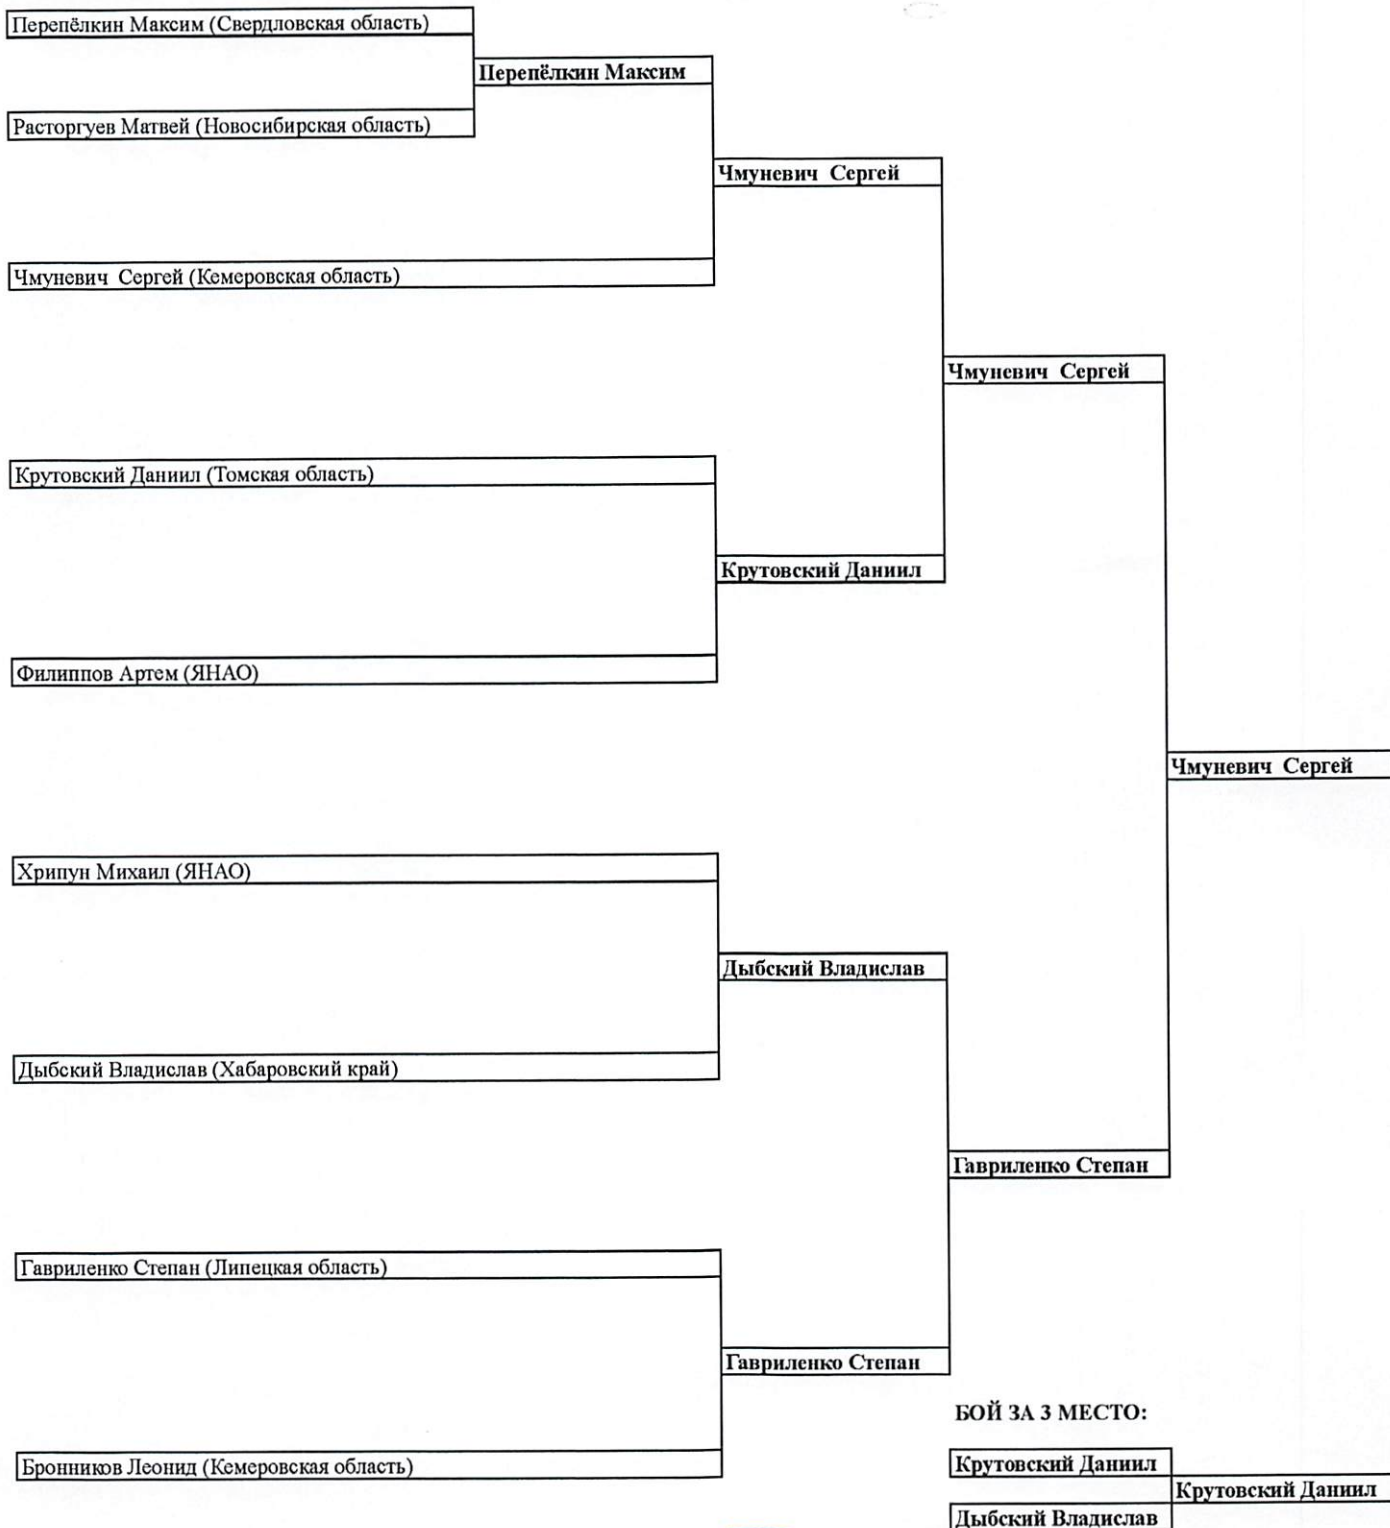 Перепёлкин Максим (Свердловская область)
Перепёлкин Максим
Расторгуев Матвей (Новосибирская область)
Чмуневич  Сергей
Чмуневич  Сергей (Кемеровская область)
Чмуневич  Сергей
Крутовский Даниил (Томская область)
Крутовский Даниил
Филиппов Артем (ЯНАО)
Чмуневич  Сергей
Хрипун Михаил (ЯНАО)
Дыбский Владислав
Дыбский Владислав (Хабаровский край)
Гавриленко Степан
Гавриленко Степан (Липецкая область)
Гавриленко Степан
БОЙ ЗА 3 МЕСТО:
Бронников Леонид (Кемеровская область)
Крутовский Даниил
Крутовский Даниил
Дыбский Владислав